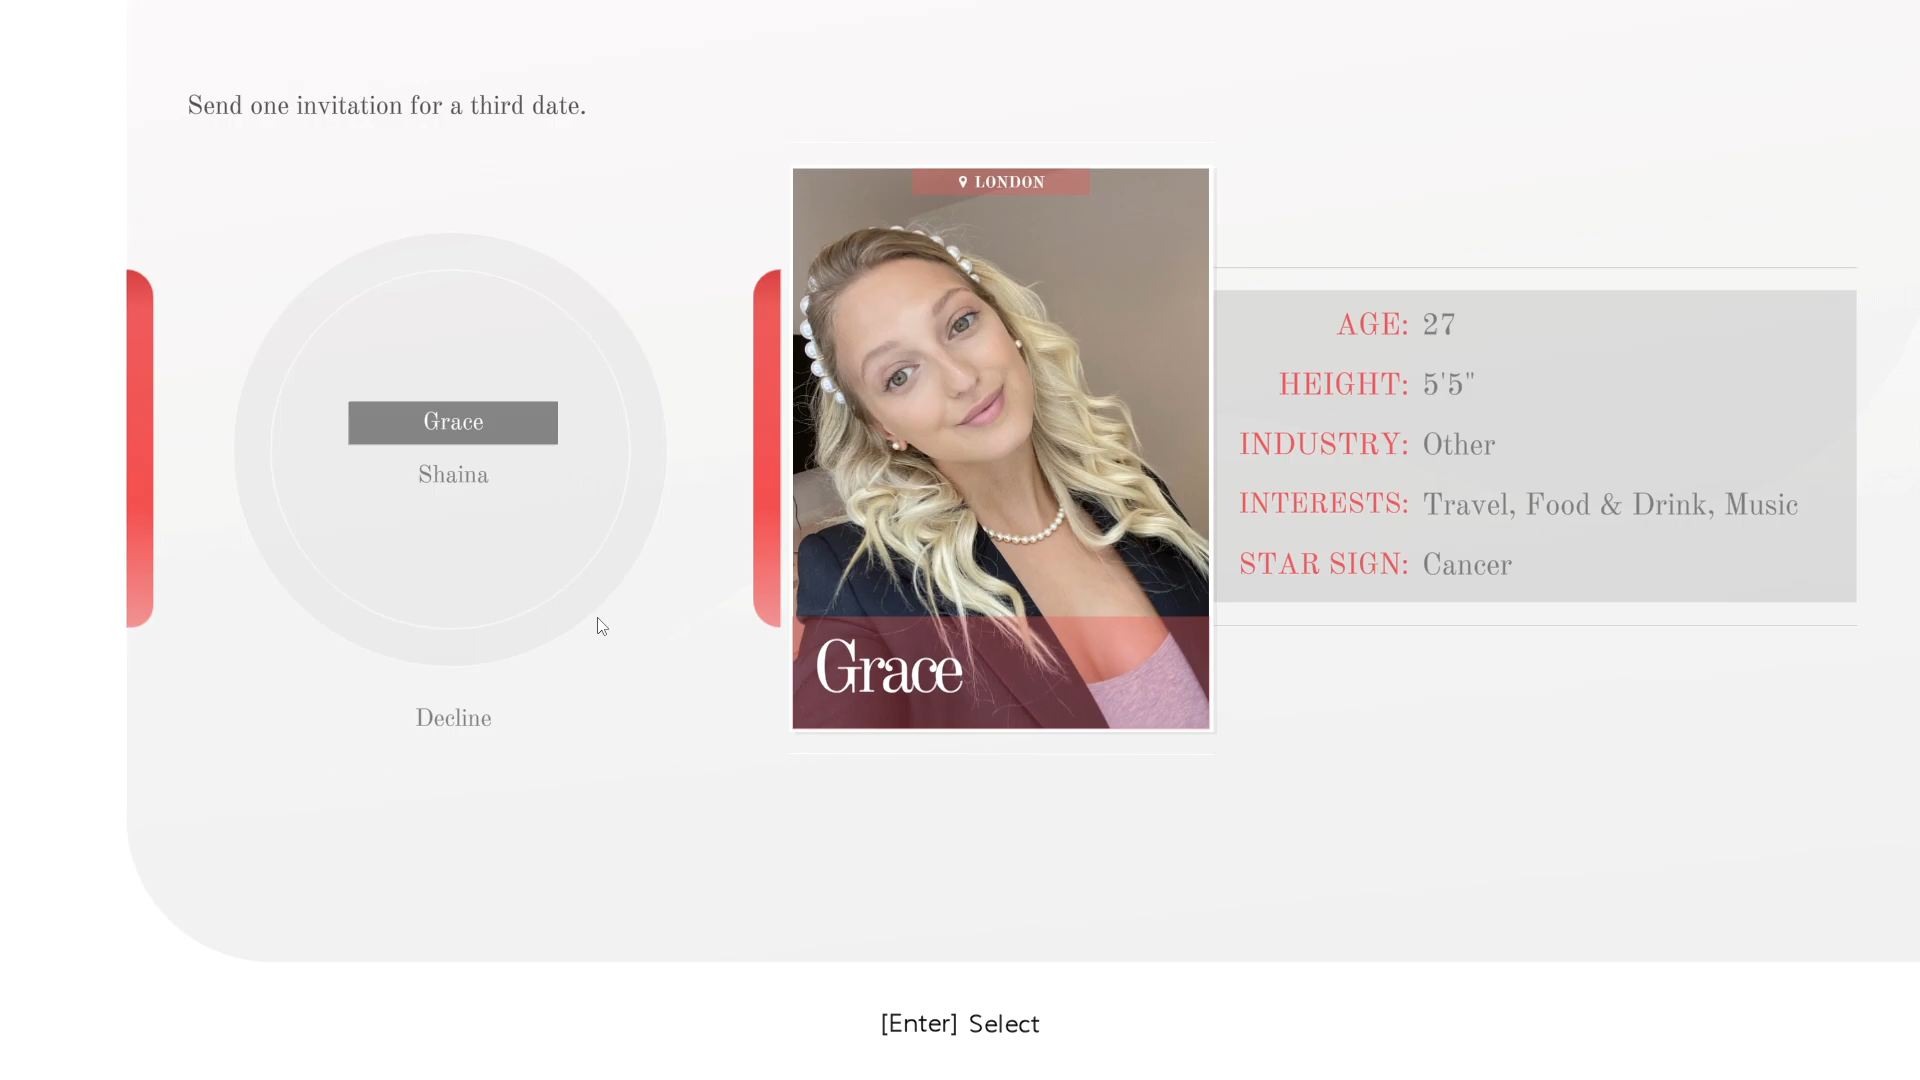 Send one invitation for a third date.
Grace
Shaina
Decline
LONDON
Grace
AGE: 27
HEIGHT: 5'5"
INDUSTRY: Other
INTERESTS: Travel, Food & Drink, Music
STAR SIGN: Cancer
[Enter] Select